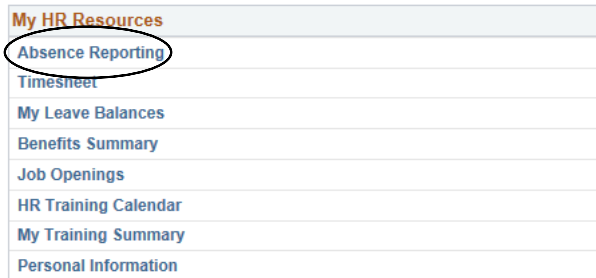 My HR Resources
Absence Reporting
Timesheet
My Leave Balances
Benefits Summary
Job Openings
HR Training Calendar
My Training Summary
Personal Information